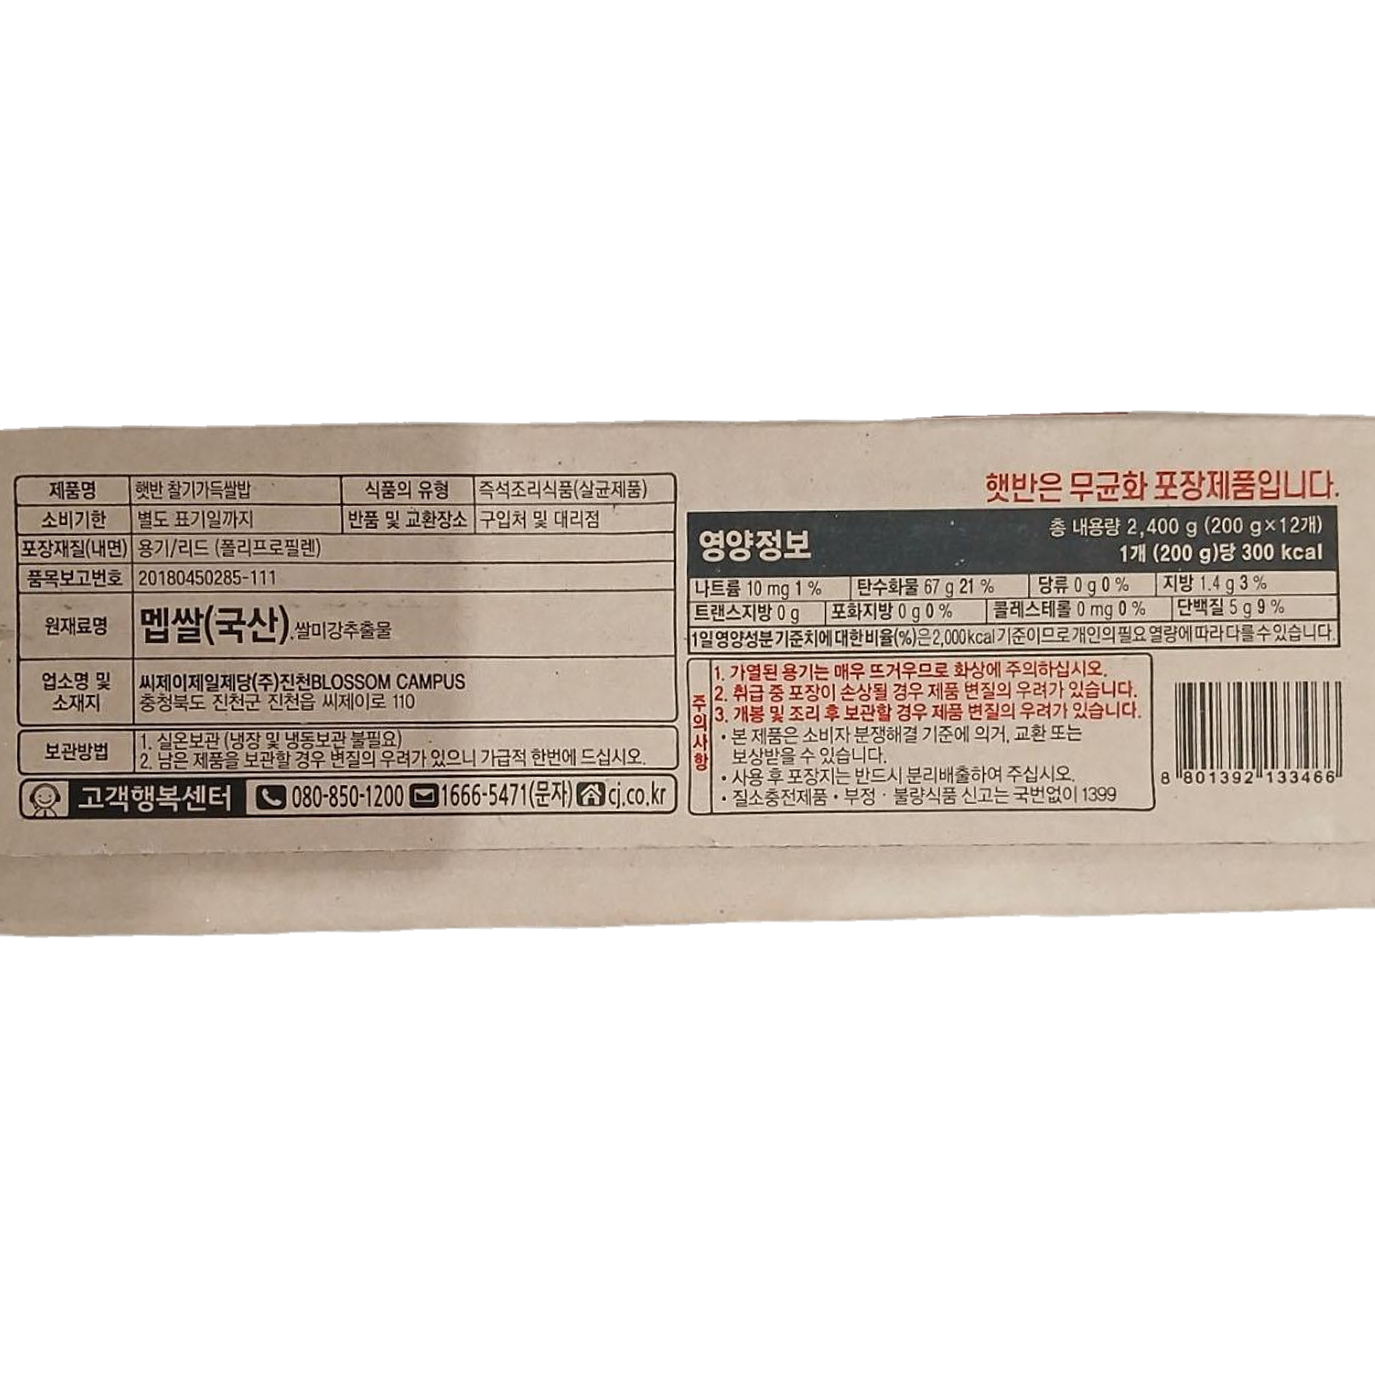 제품명 햇반 찰기가득쌀밥 식품의 유형 즉석조리식품(살균제품)
소비기한 별도 표기일까지 반품 및 교환장소 구입처 및 대리점
포장재질(내면) 용기/리드 (폴리프로필렌)
품목보고번호 20180450285-111
원재료명 멥쌀(국산),쌀미강추출물
업소명 및 소재지 씨제이제일제당(주)진천BLOSSOM CAMPUS
충청북도 진천군 진천읍 씨제이로 110
보관방법 1. 실온보관 (냉장 및 냉동보관 불필요)
2. 남은 제품을 보관할 경우 변질의 우려가 있으니 가급적 한번에 드십시오.
고객행복센터 080-850-1200 1666-5471(문자) cj.co.kr
햇반은 무균화 포장제품입니다.
영양정보 총 내용량 2,400 g (200 g×12개)
1개 (200 g)당 300 kcal
나트륨 10 mg 1 % 탄수화물 67 g 21 % 당류 0 g 0 % 지방 1.4 g 3 %
트랜스지방 0 g 포화지방 0 g 0 % 콜레스테롤 0 mg 0 % 단백질 5 g 9 %
1일 영양성분 기준치에 대한 비율(%)은 2,000 kcal 기준이므로 개인의 필요 열량에 따라 다를 수 있습니다.
주의사항
1. 가열된 용기는 매우 뜨거우므로 화상에 주의하십시오.
2. 취급 중 포장이 손상될 경우 제품 변질의 우려가 있습니다.
3. 개봉 및 조리 후 보관할 경우 제품 변질의 우려가 있습니다.
• 본 제품은 소비자 분쟁해결 기준에 의거, 교환 또는
보상받을 수 있습니다.
• 사용 후 포장지는 반드시 분리배출하여 주십시오.
• 질소충전제품 • 부정 · 불량식품 신고는 국번없이 1399
8 801392 133466